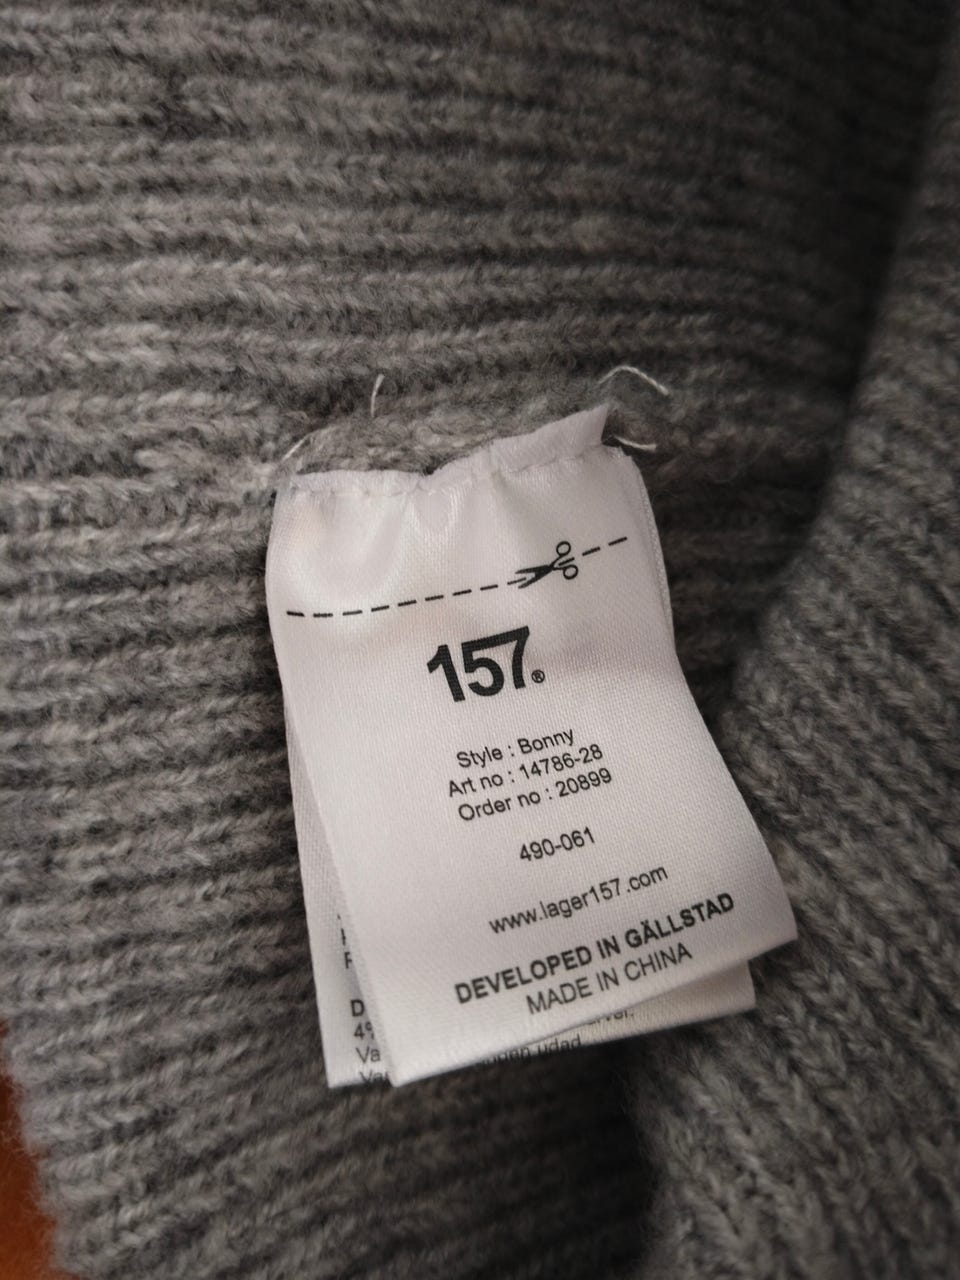 157®
Style : Bonny
Art no : 14786-28
Order no : 20899
490-061
www.lager157.com
DEVELOPED IN GÄLLSTAD
MADE IN CHINA